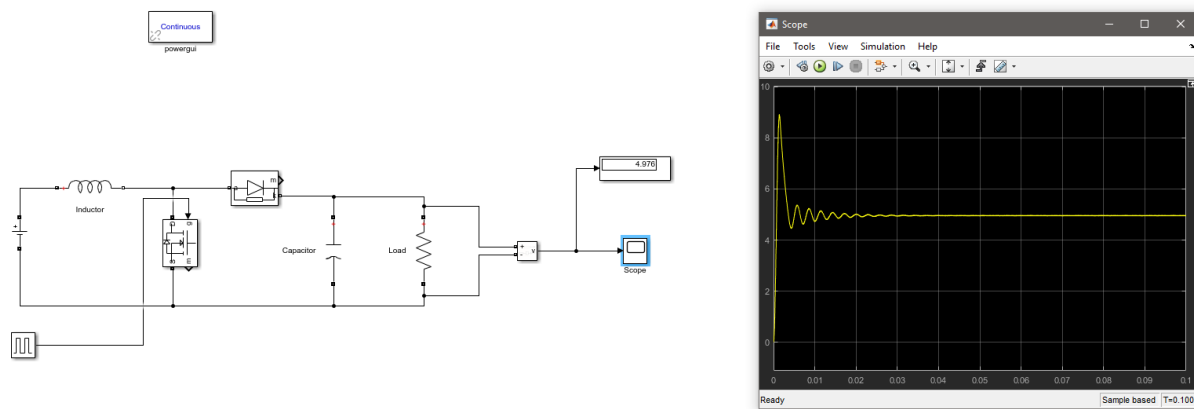 Continuous
powergui
Inductor
g
D
S
m
a
m
k
Capacitor
Load
+
-
v
4.976
Scope
Scope
File Tools View Simulation Help
10
8
6
4
2
0
0 0.01 0.02 0.03 0.04 0.05 0.06 0.07 0.08 0.09 0.1
Ready
Sample based T=0.100